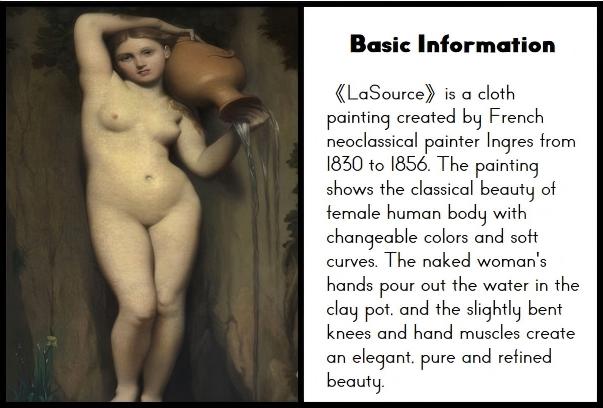 Basic Information
《LaSource》 is a cloth
painting created by French
neoclassical painter Ingres from
1830 to 1856. The painting
shows the classical beauty of
female human body with
changeable colors and soft
curves. The naked woman's
hands pour out the water in the
clay pot, and the slightly bent
knees and hand muscles create
an elegant, pure and refined
beauty.